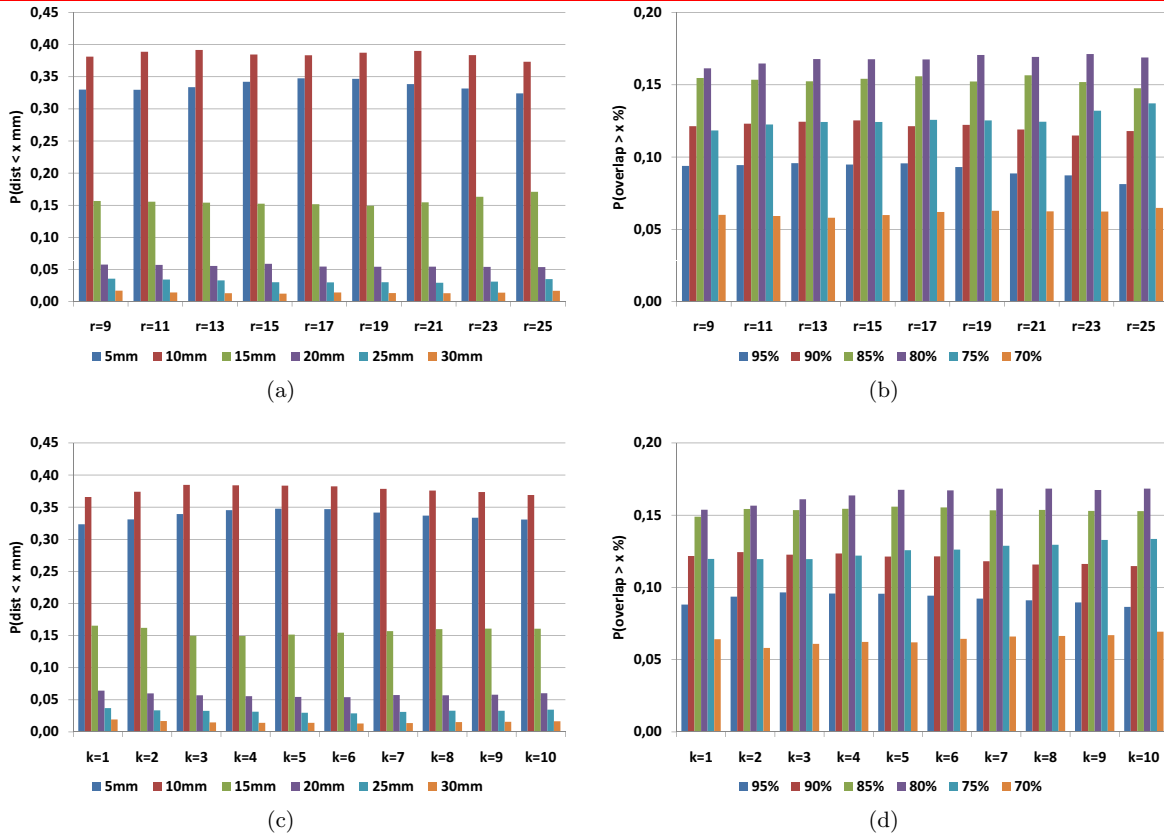 0,45
0,40
0,35
0,30
0,25
0,20
0,15
0,10
0,05
0,00
P(dist < x mm)
r=9 r=11 r=13 r=15 r=17 r=19 r=21 r=23 r=25
5mm 10mm 15mm 20mm 25mm 30mm
(a)
0,20
0,15
0,10
0,05
0,00
P(overlap > x %)
r=9 r=11 r=13 r=15 r=17 r=19 r=21 r=23 r=25
95% 90% 85% 80% 75% 70%
(b)
0,45
0,40
0,35
0,30
0,25
0,20
0,15
0,10
0,05
0,00
P(dist < x mm)
k=1 k=2 k=3 k=4 k=5 k=6 k=7 k=8 k=9 k=10
5mm 10mm 15mm 20mm 25mm 30mm
(c)
0,20
0,15
0,10
0,05
0,00
P(overlap > x %)
k=1 k=2 k=3 k=4 k=5 k=6 k=7 k=8 k=9 k=10
95% 90% 85% 80% 75% 70%
(d)